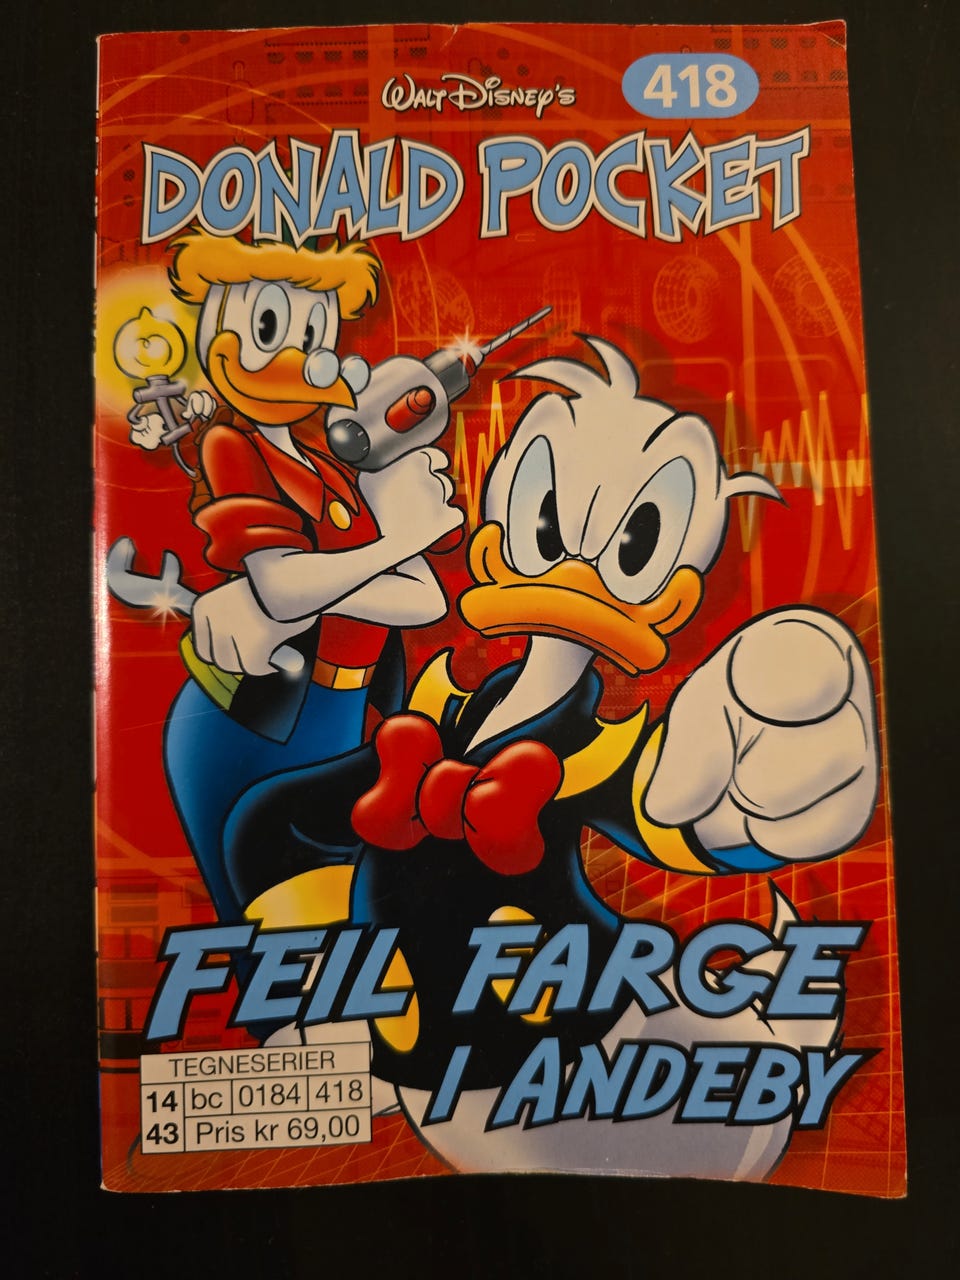 WALT DISNEY'S
418
DONALD POCKET
FEIL FARGE
I ANDEBY
TEGNESERIER
14 bc 0184 418
43 Pris kr 69,00